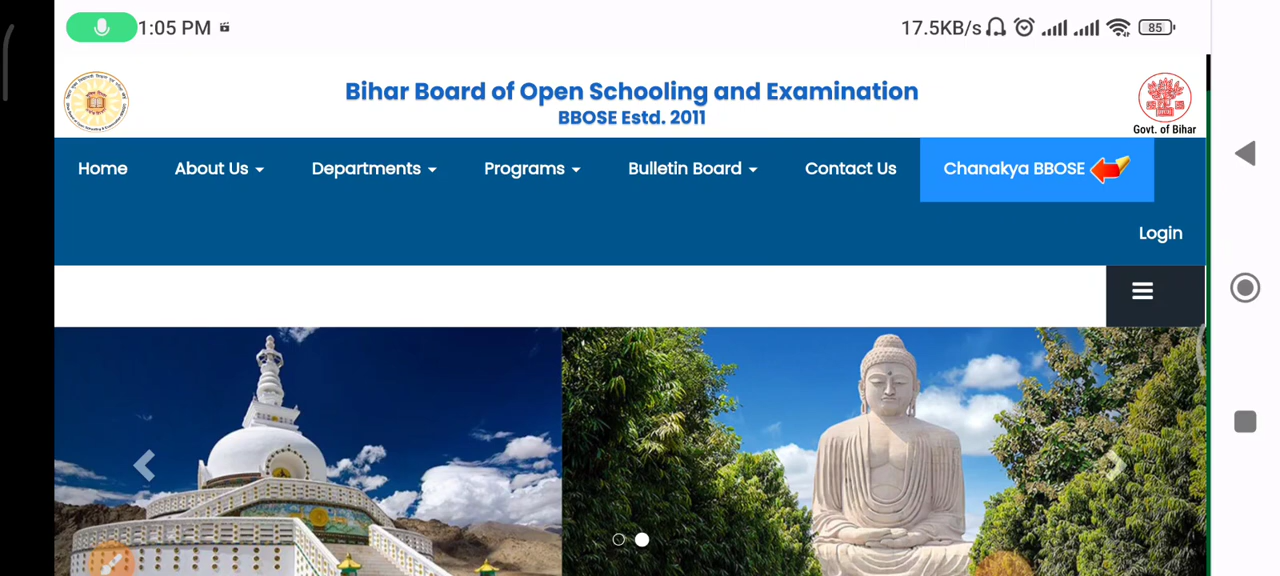 1:05 PM
17.5KB/s
85
Bihar Board of Open Schooling and Examination
BBOSE Estd. 2011
Govt. of Bihar
Home
About Us
Departments
Programs
Bulletin Board
Contact Us
Chanakya BBOSE
Login